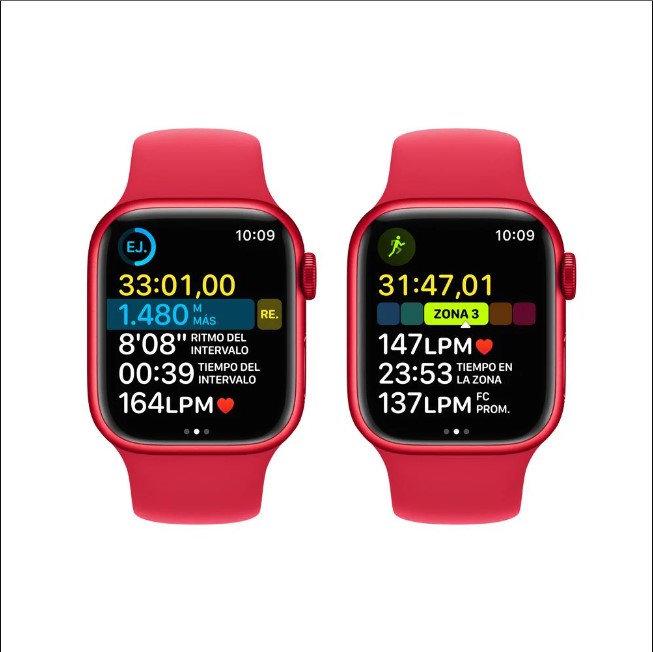 EJ.
10:09
33:01,00
1.480 M MÁS
RE.
8'08" RITMO DEL INTERVALO
00:39 TIEMPO DEL INTERVALO
164LPM
10:09
31:47,01
ZONA 3
147LPM
23:53 TIEMPO EN LA ZONA
137LPM FC PROM.